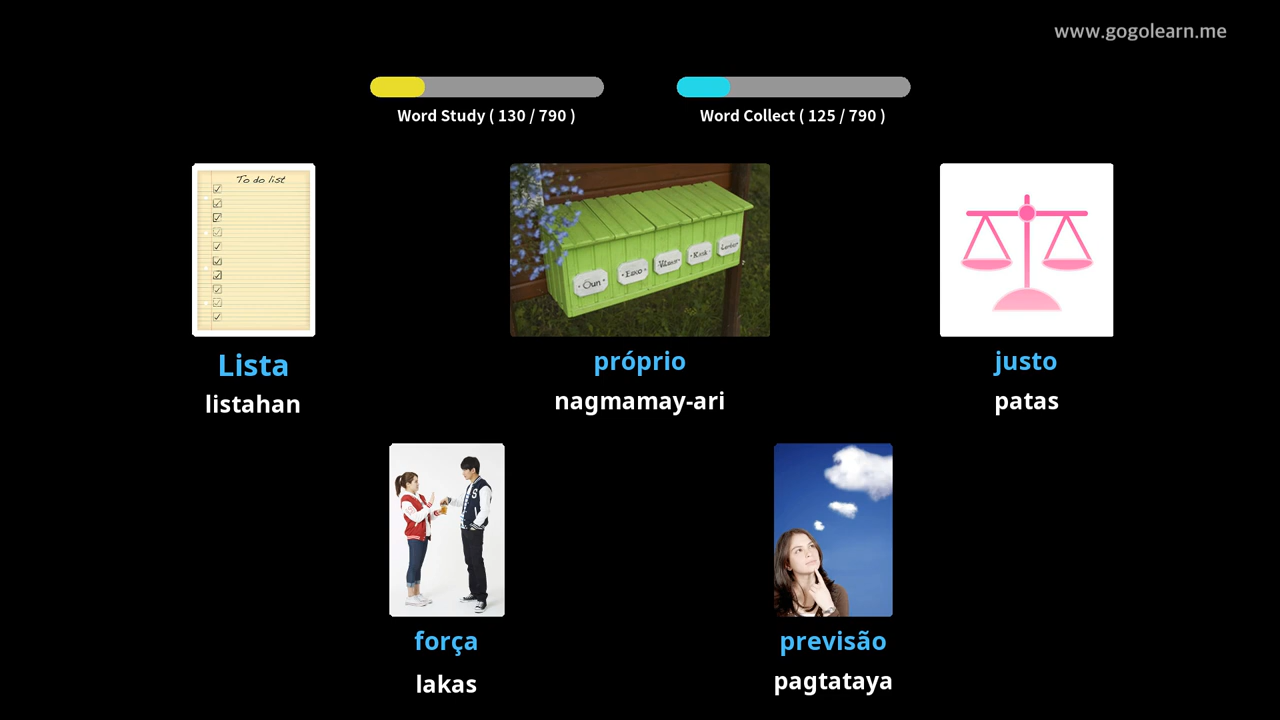 www.gogolearn.me
Word Study ( 130 / 790 )
Word Collect ( 125 / 790 )
To do list
Oun
Lista
próprio
justo
listahan
nagmamay-ari
patas
S
força
previsão
lakas
pagtataya